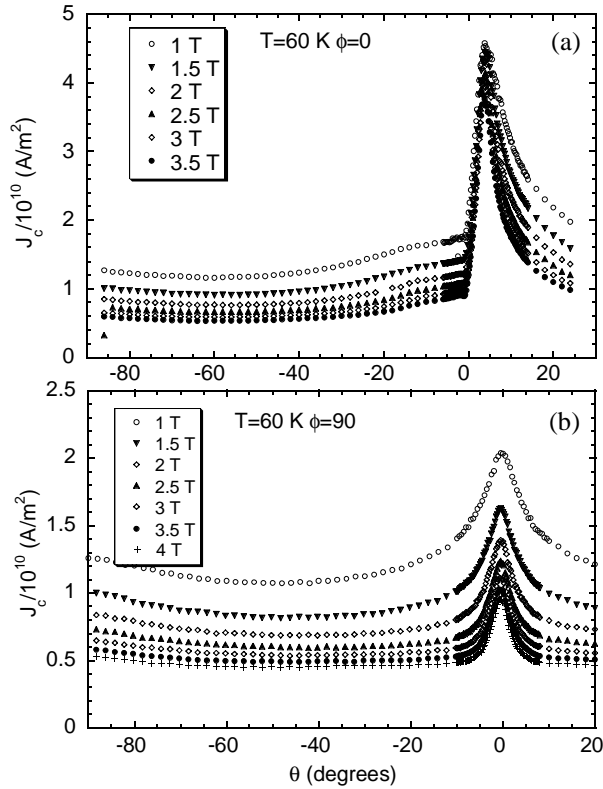 T=60 K ϕ=0
(a)
1 T
1.5 T
2 T
2.5 T
3 T
3.5 T
J_c/10^10 (A/m^2)
5
4
3
2
1
0
-80 -60 -40 -20 0 20
T=60 K ϕ=90
(b)
1 T
1.5 T
2 T
2.5 T
3 T
3.5 T
4 T
J_c/10^10 (A/m^2)
2.5
2
1.5
1
0.5
0
-80 -60 -40 -20 0 20
θ (degrees)